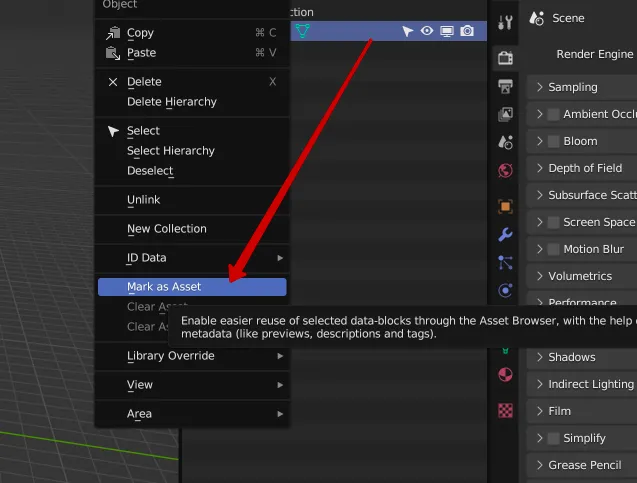 Object
ction
Copy ⌘ C
Paste ⌘ V
Delete X
Delete Hierarchy
Select
Select Hierarchy
Deselect
Unlink
New Collection
ID Data
Mark as Asset
Clear Asset
Clear As
Enable easier reuse of selected data-blocks through the Asset Browser, with the help
metadata (like previews, descriptions and tags).
Library Override
View
Area
Scene
Render Engine
Sampling
Ambient Occlu
Bloom
Depth of Field
Subsurface Scatt
Screen Space
Motion Blur
Volumetrics
Performance
Shadows
Indirect Lighting
Film
Simplify
Grease Pencil